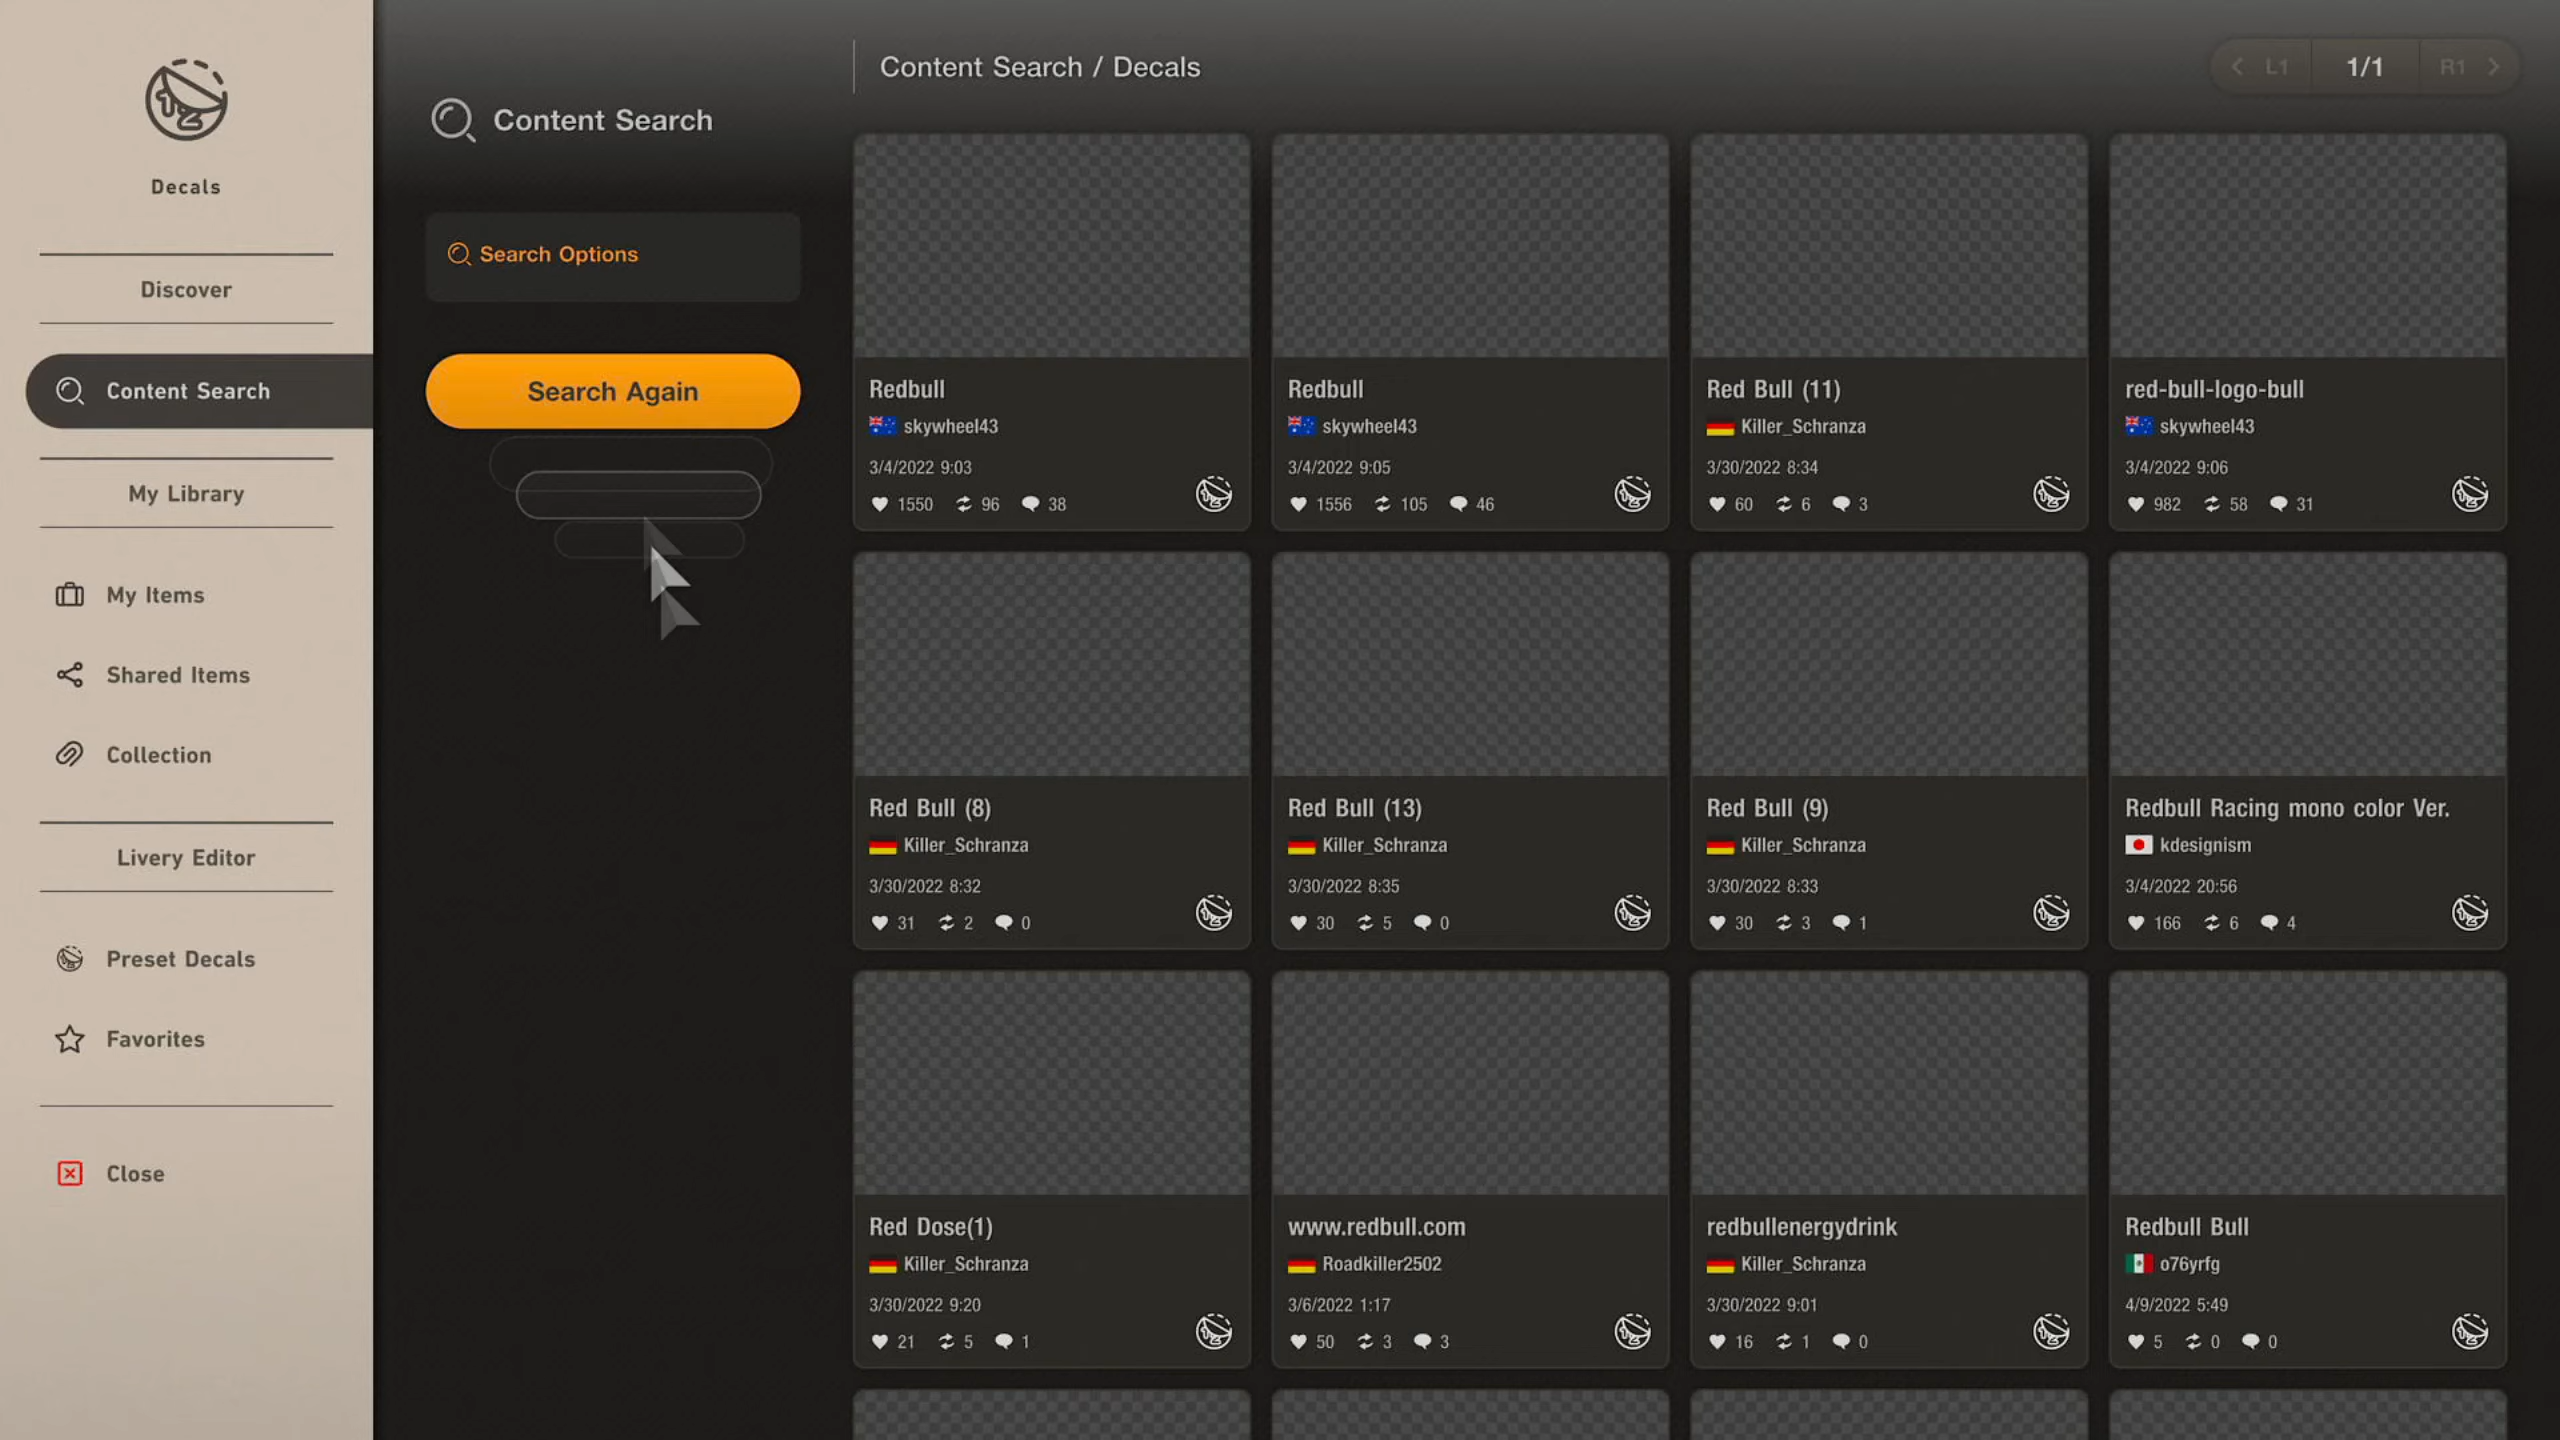 Decals
Discover
Content Search
My Library
My Items
Shared Items
Collection
Livery Editor
Preset Decals
Favorites
Close
Content Search
Search Options
Search Again
Content Search / Decals
L1
1/1
R1
Redbull
skywheel43
3/4/2022 9:03
1550 96 38
Redbull
skywheel43
3/4/2022 9:05
1556 105 46
Red Bull (11)
Killer_Schranza
3/30/2022 8:34
60 6 3
red-bull-logo-bull
skywheel43
3/4/2022 9:06
982 58 31
Red Bull (8)
Killer_Schranza
3/30/2022 8:32
31 2 0
Red Bull (13)
Killer_Schranza
3/30/2022 8:35
30 5 0
Red Bull (9)
Killer_Schranza
3/30/2022 8:33
30 3 1
Redbull Racing mono color Ver.
kdesignism
3/4/2022 20:56
166 6 4
Red Dose(1)
Killer_Schranza
3/30/2022 9:20
21 5 1
www.redbull.com
Roadkiller2502
3/6/2022 1:17
50 3 3
redbullenergydrink
Killer_Schranza
3/30/2022 9:01
16 1 0
Redbull Bull
o76yrfg
4/9/2022 5:49
5 0 0